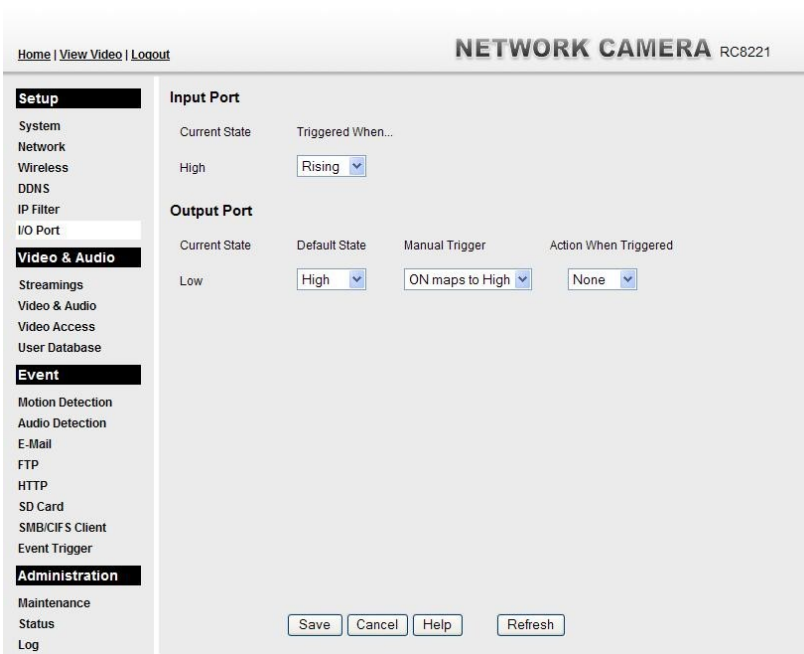 Home | View Video | Logout
NETWORK CAMERA RC8221
Setup
System
Network
Wireless
DDNS
IP Filter
I/O Port
Video & Audio
Streamings
Video & Audio
Video Access
User Database
Event
Motion Detection
Audio Detection
E-Mail
FTP
HTTP
SD Card
SMB/CIFS Client
Event Trigger
Administration
Maintenance
Status
Log
Input Port
Current State Triggered When...
High Rising
Output Port
Current State Default State Manual Trigger Action When Triggered
Low High ON maps to High None
Save Cancel Help Refresh